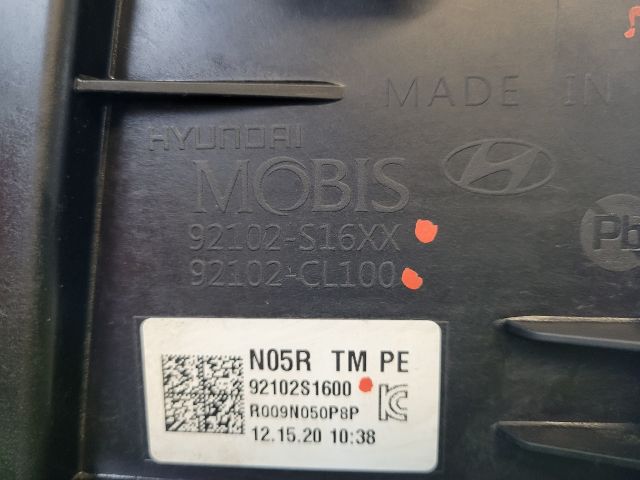 MADE IN
HYUNDAI
MOBIS
92102-S16XX
92102-CL100
Pb
N05R TM PE
92102S1600
R009N050P8P
12.15.20 10:38